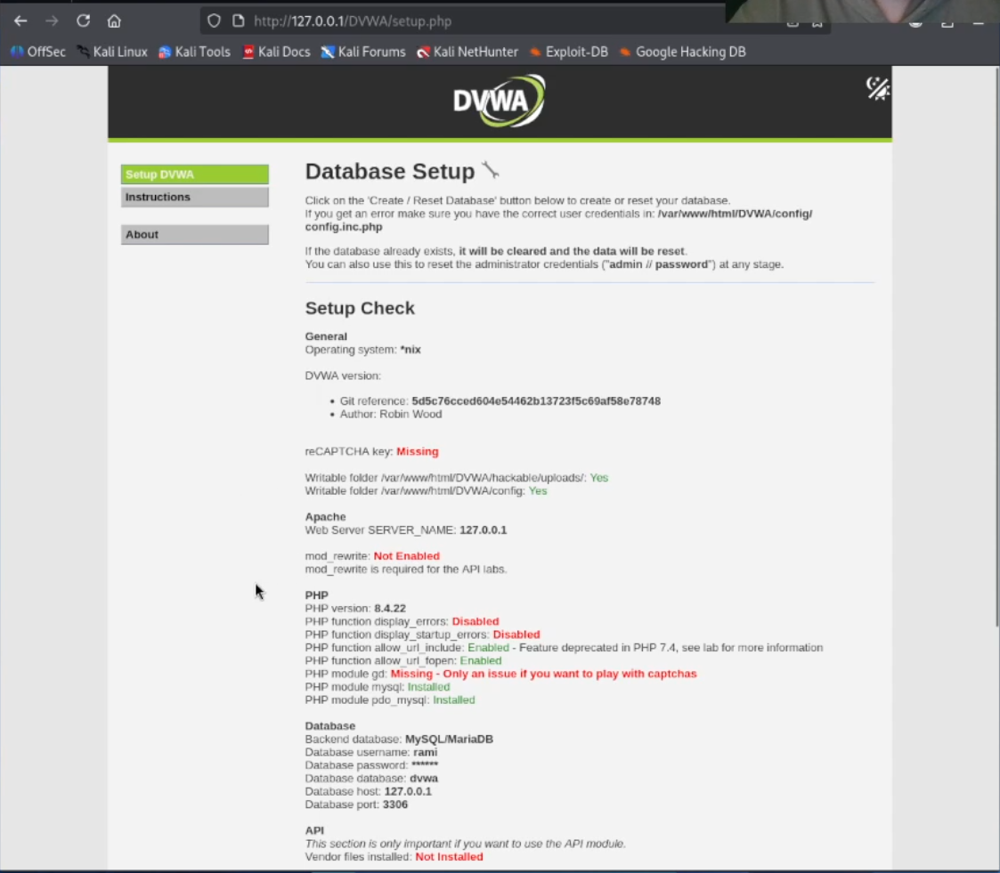 http://127.0.0.1/DVWA/setup.php
OffSec Kali Linux Kali Tools Kali Docs Kali Forums Kali NetHunter Exploit-DB Google Hacking DB
DVWA
Setup DVWA
Instructions
About
Database Setup
Click on the 'Create / Reset Database' button below to create or reset your database.
If you get an error make sure you have the correct user credentials in: /var/www/html/DVWA/config/
config.inc.php
If the database already exists, it will be cleared and the data will be reset.
You can also use this to reset the administrator credentials ("admin // password") at any stage.
Setup Check
General
Operating system: *nix
DVWA version:
• Git reference: 5d5c76cced604e54462b13723f5c69af58e78748
• Author: Robin Wood
reCAPTCHA key: Missing
Writable folder /var/www/html/DVWA/hackable/uploads/: Yes
Writable folder /var/www/html/DVWA/config: Yes
Apache
Web Server SERVER_NAME: 127.0.0.1
mod_rewrite: Not Enabled
mod_rewrite is required for the API labs.
PHP
PHP version: 8.4.22
PHP function display_errors: Disabled
PHP function display_startup_errors: Disabled
PHP function allow_url_include: Enabled - Feature deprecated in PHP 7.4, see lab for more information
PHP function allow_url_fopen: Enabled
PHP module gd: Missing - Only an issue if you want to play with captchas
PHP module mysql: Installed
PHP module pdo_mysql: Installed
Database
Backend database: MySQL/MariaDB
Database username: rami
Database password: ******
Database database: dvwa
Database host: 127.0.0.1
Database port: 3306
API
This section is only important if you want to use the API module.
Vendor files installed: Not Installed